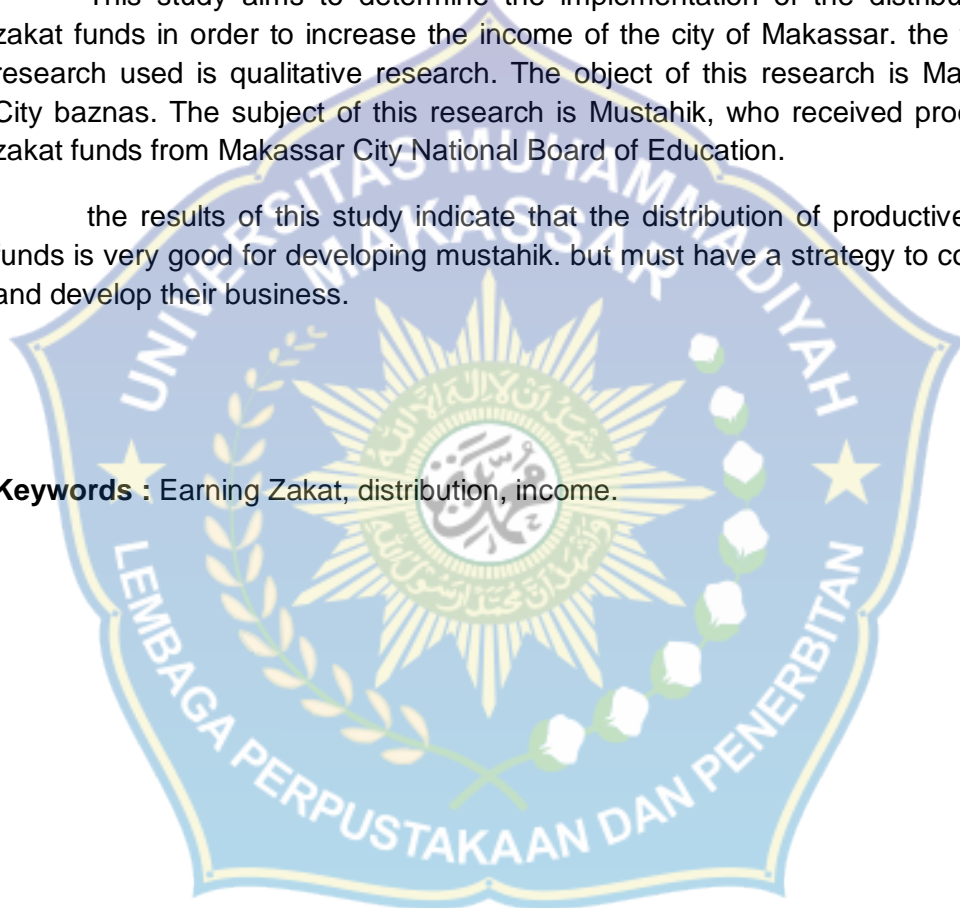 This study aims to determine the implementation of the distribu
zakat funds in order to increase the income of the city of Makassar. the
research used is qualitative research. The object of this research is Ma
City baznas. The subject of this research is Mustahik, who received prod
zakat funds from Makassar City National Board of Education.
the results of this study indicate that the distribution of productive
funds is very good for developing mustahik. but must have a strategy to co
and develop their business.
Keywords : Earning Zakat, distribution, income.
UNIVERSITAS MUHAMMADIYAH
MAKASSAR
LEMBAGA PERPUSTAKAAN DAN PENERBITAN